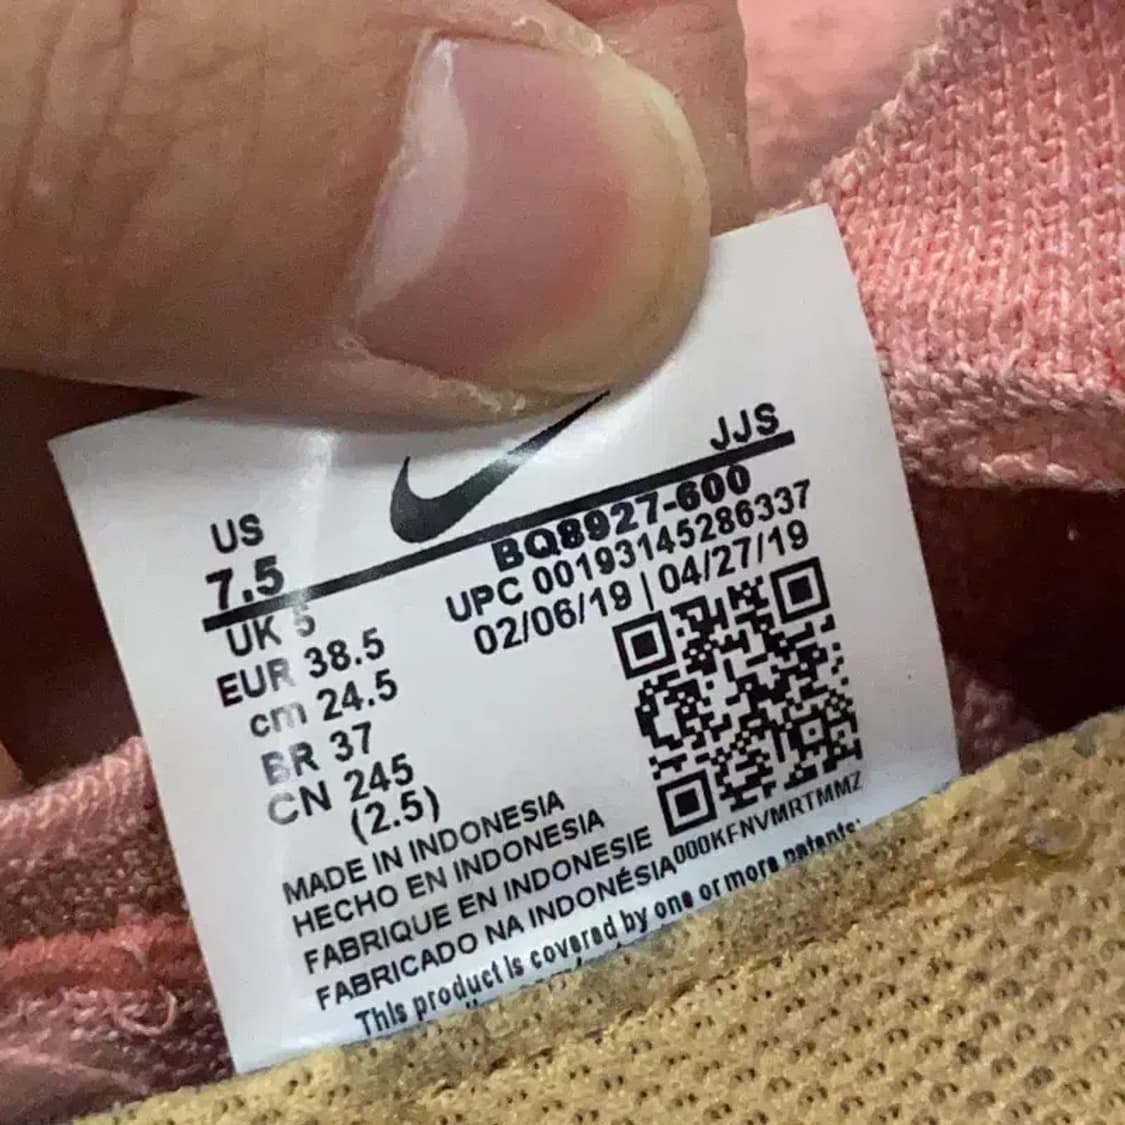 JJS
US
7.5
BQ8927-600
UPC 00193145286337
02/06/19 | 04/27/19
UK 5
EUR 38.5
cm 24.5
BR 37
CN 245
(2.5)
MADE IN INDONESIA
HECHO EN INDONESIA
FABRIQUE EN INDONESIE
FABRICADO NA INDONÉSIA
000KFNVMRTMMZ
This product is covered by one or more patents: